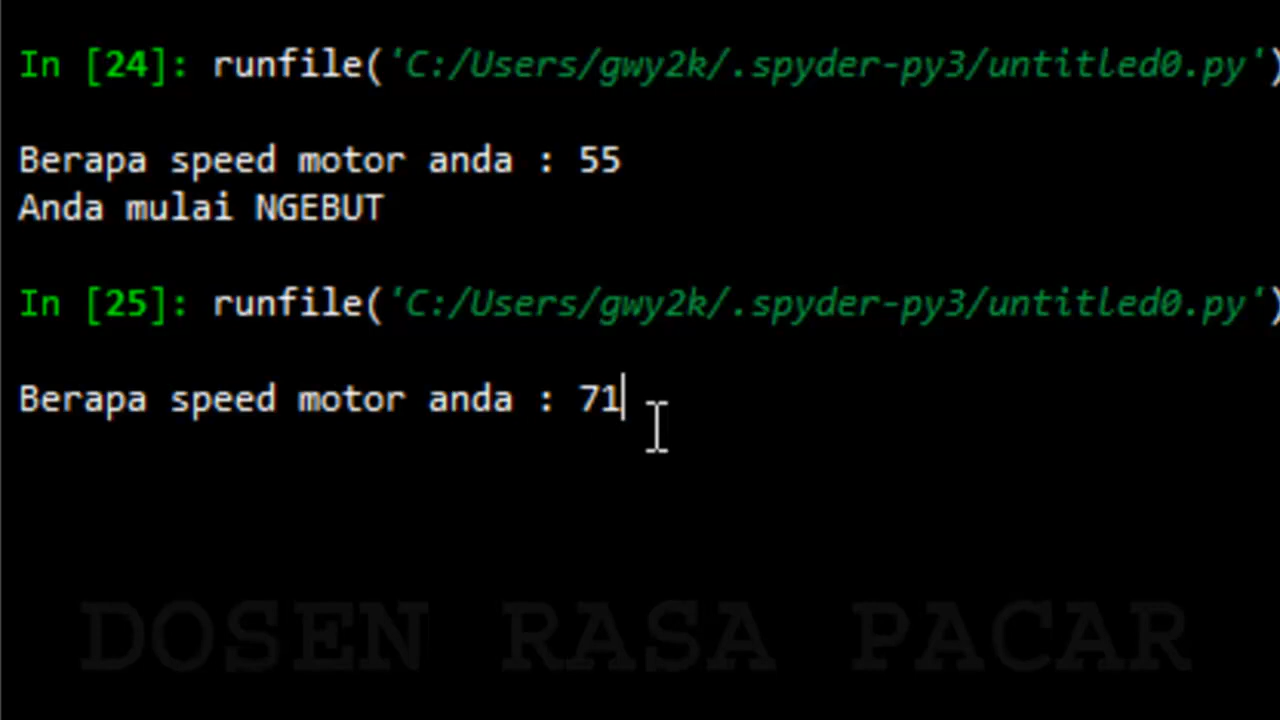 In [24]: runfile('C:/Users/gwy2k/.spyder-py3/untitled0.py')
Berapa speed motor anda : 55
Anda mulai NGEBUT
In [25]: runfile('C:/Users/gwy2k/.spyder-py3/untitled0.py')
Berapa speed motor anda : 71
DOSEN RASA PACAR